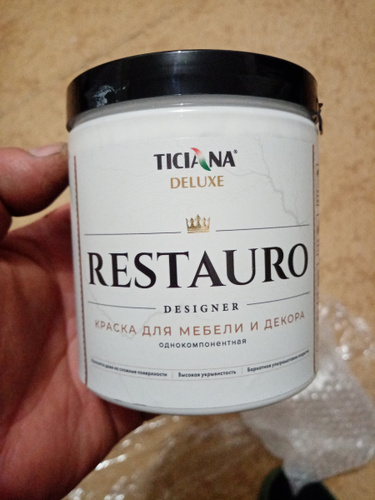 TICIANA®
DELUXE
RESTAURO
DESIGNER
КРАСКА ДЛЯ МЕБЕЛИ И ДЕКОРА
однокомпонентная
Высокая укрывистость